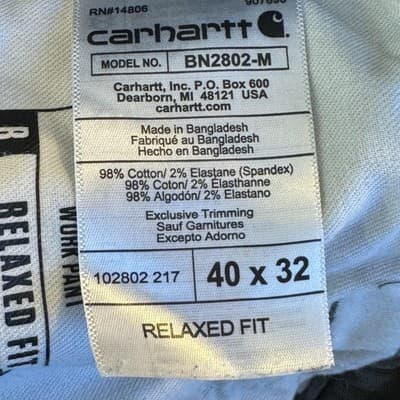 RN#14806
carhartt
MODEL NO. BN2802-M
Carhartt, Inc. P.O. Box 600
Dearborn, MI 48121 USA
carhartt.com
Made in Bangladesh
Fabriqué au Bangladesh
Hecho en Bangladesh
98% Cotton/ 2% Elastane (Spandex)
98% Coton/ 2% Élasthanne
98% Algodón/ 2% Elastano
Exclusive Trimming
Sauf Garnitures
Excepto Adorno
102802 217 40 x 32
RELAXED FIT
WORK PANT
RELAXED FIT